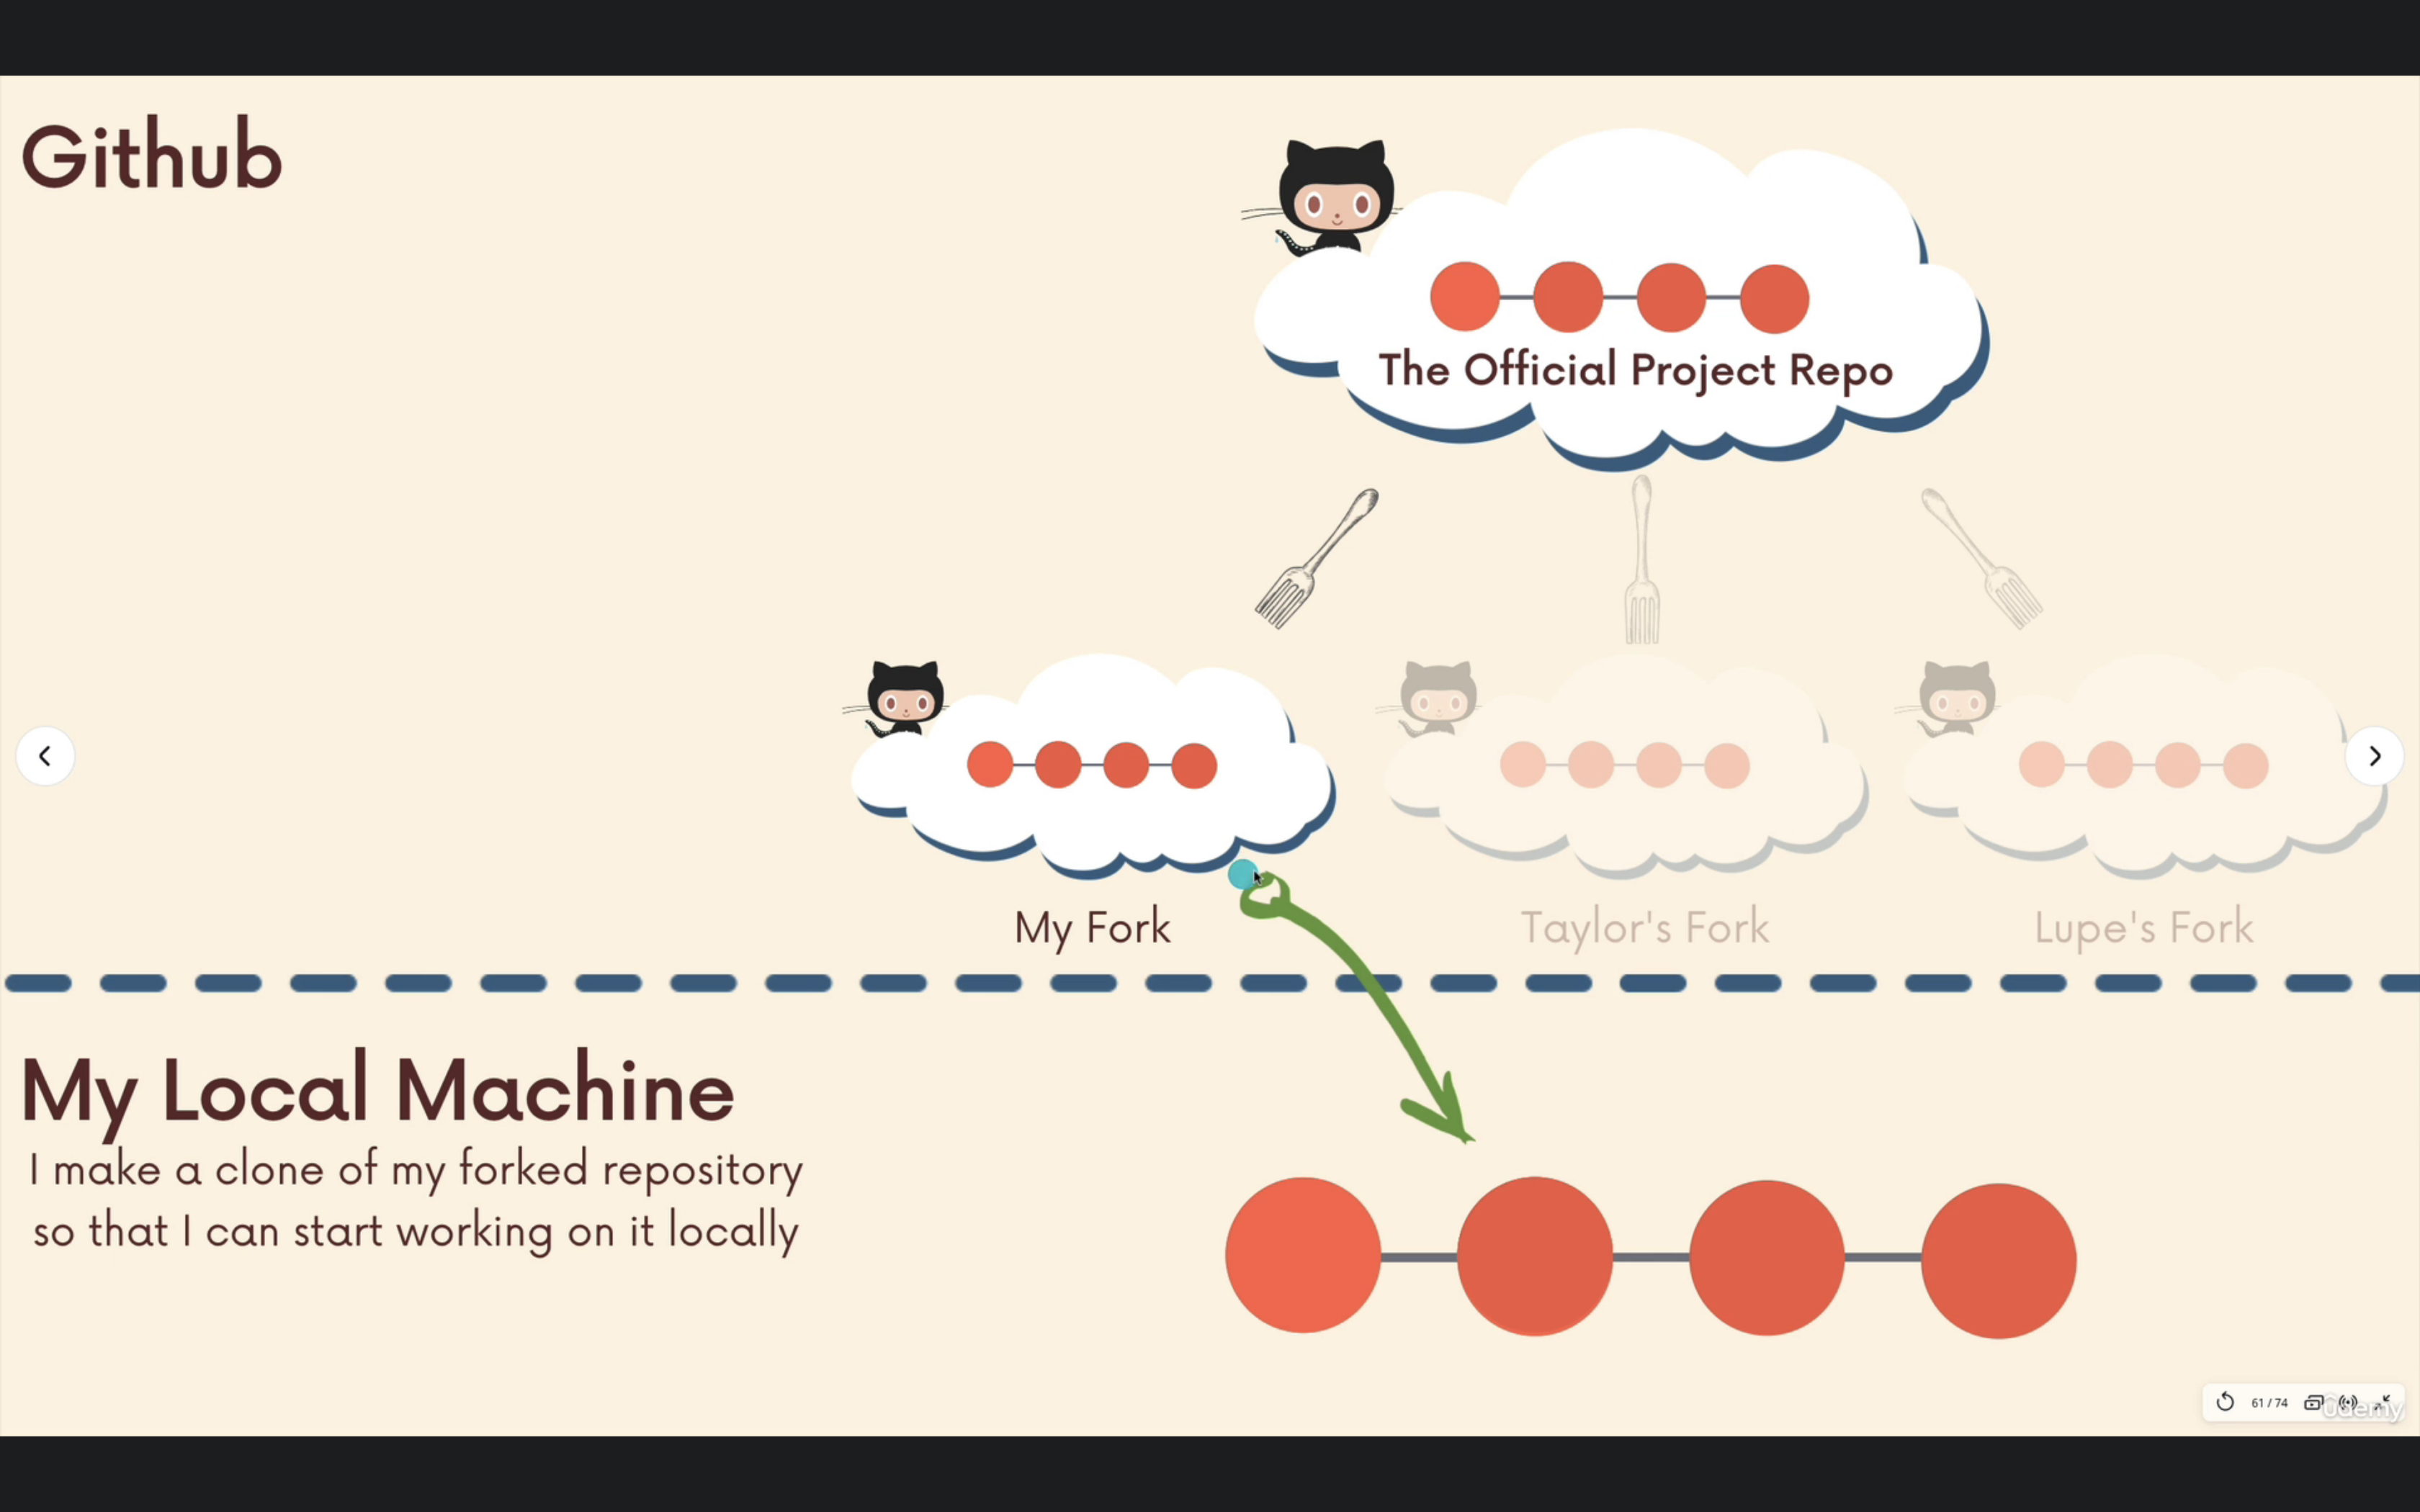 Github
The Official Project Repo
My Fork
Taylor's Fork
Lupe's Fork
My Local Machine
I make a clone of my forked repository
so that I can start working on it locally
61 / 74
Udemy